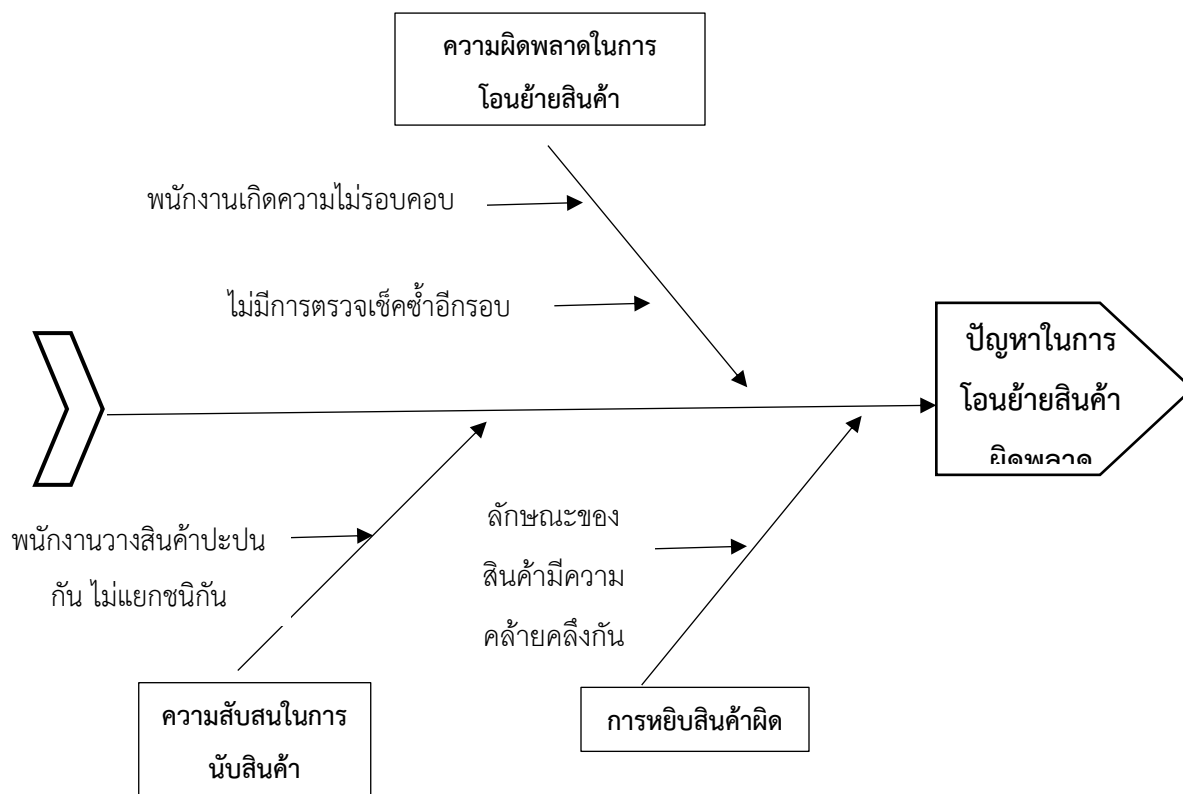 ความผิดพลาดในการ
โอนย้ายสินค้า
พนักงานเกิดความไม่รอบคอบ
ไม่มีการตรวจเช็คซ้ำอีกรอบ
ปัญหาในการ
โอนย้ายสินค้า
ผิดพลาด
พนักงานวางสินค้าปะปน
กัน ไม่แยกชนิกัน
ลักษณะของ
สินค้ามีความ
คล้ายคลึงกัน
ความสับสนในการ
นับสินค้า
การหยิบสินค้าผิด